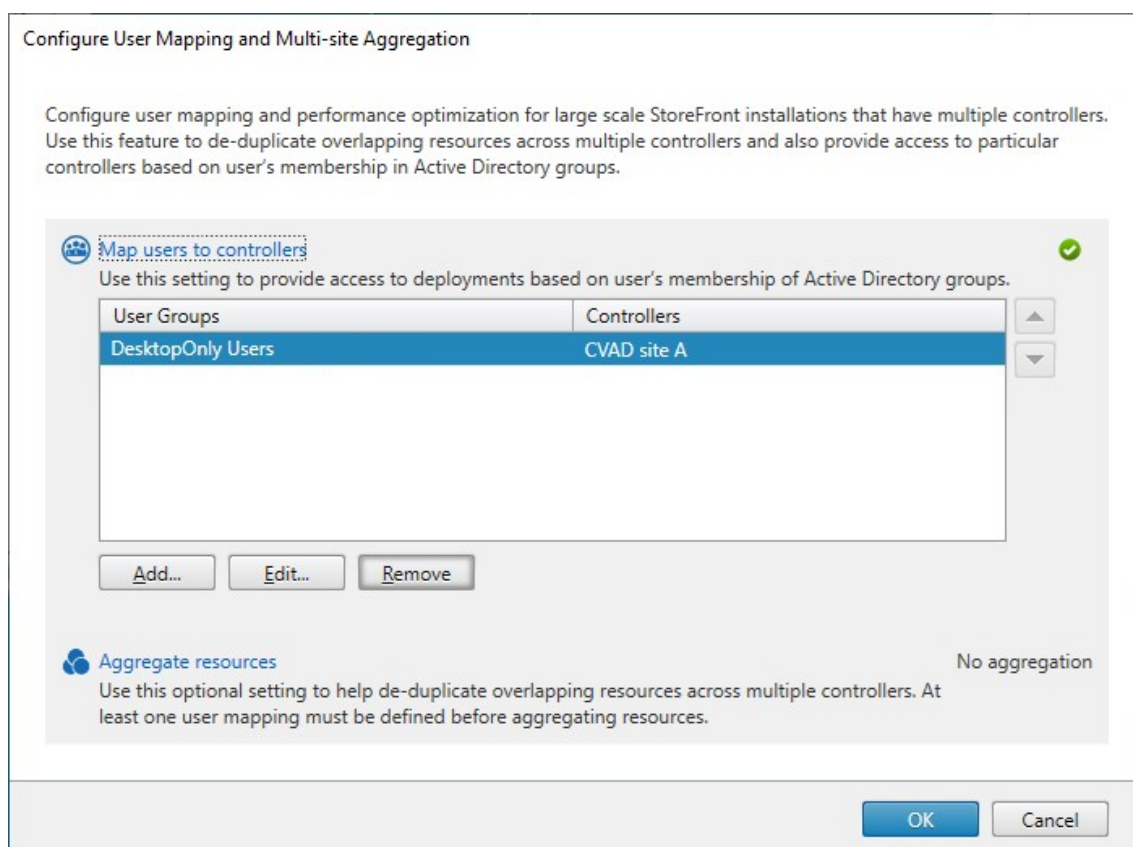 Configure User Mapping and Multi-site Aggregation
Configure user mapping and performance optimization for large scale StoreFront installations that have multiple controllers.
Use this feature to de-duplicate overlapping resources across multiple controllers and also provide access to particular
controllers based on user's membership in Active Directory groups.
Map users to controllers
Use this setting to provide access to deployments based on user's membership of Active Directory groups.
User Groups Controllers
DesktopOnly Users CVAD site A
Add... Edit... Remove
Aggregate resources No aggregation
Use this optional setting to help de-duplicate overlapping resources across multiple controllers. At
least one user mapping must be defined before aggregating resources.
OK Cancel